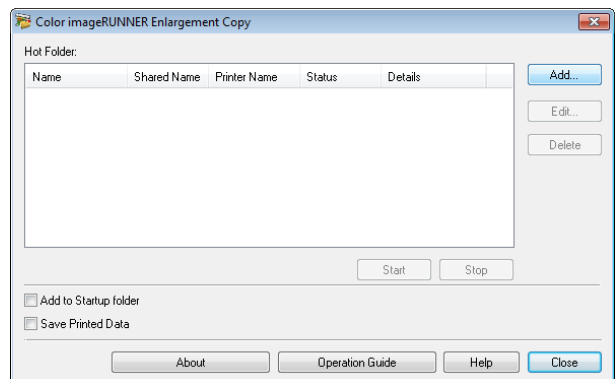 Color imageRUNNER Enlargement Copy
Hot Folder:
Name Shared Name Printer Name Status Details
Add...
Edit...
Delete
Start Stop
Add to Startup folder
Save Printed Data
About Operation Guide Help Close